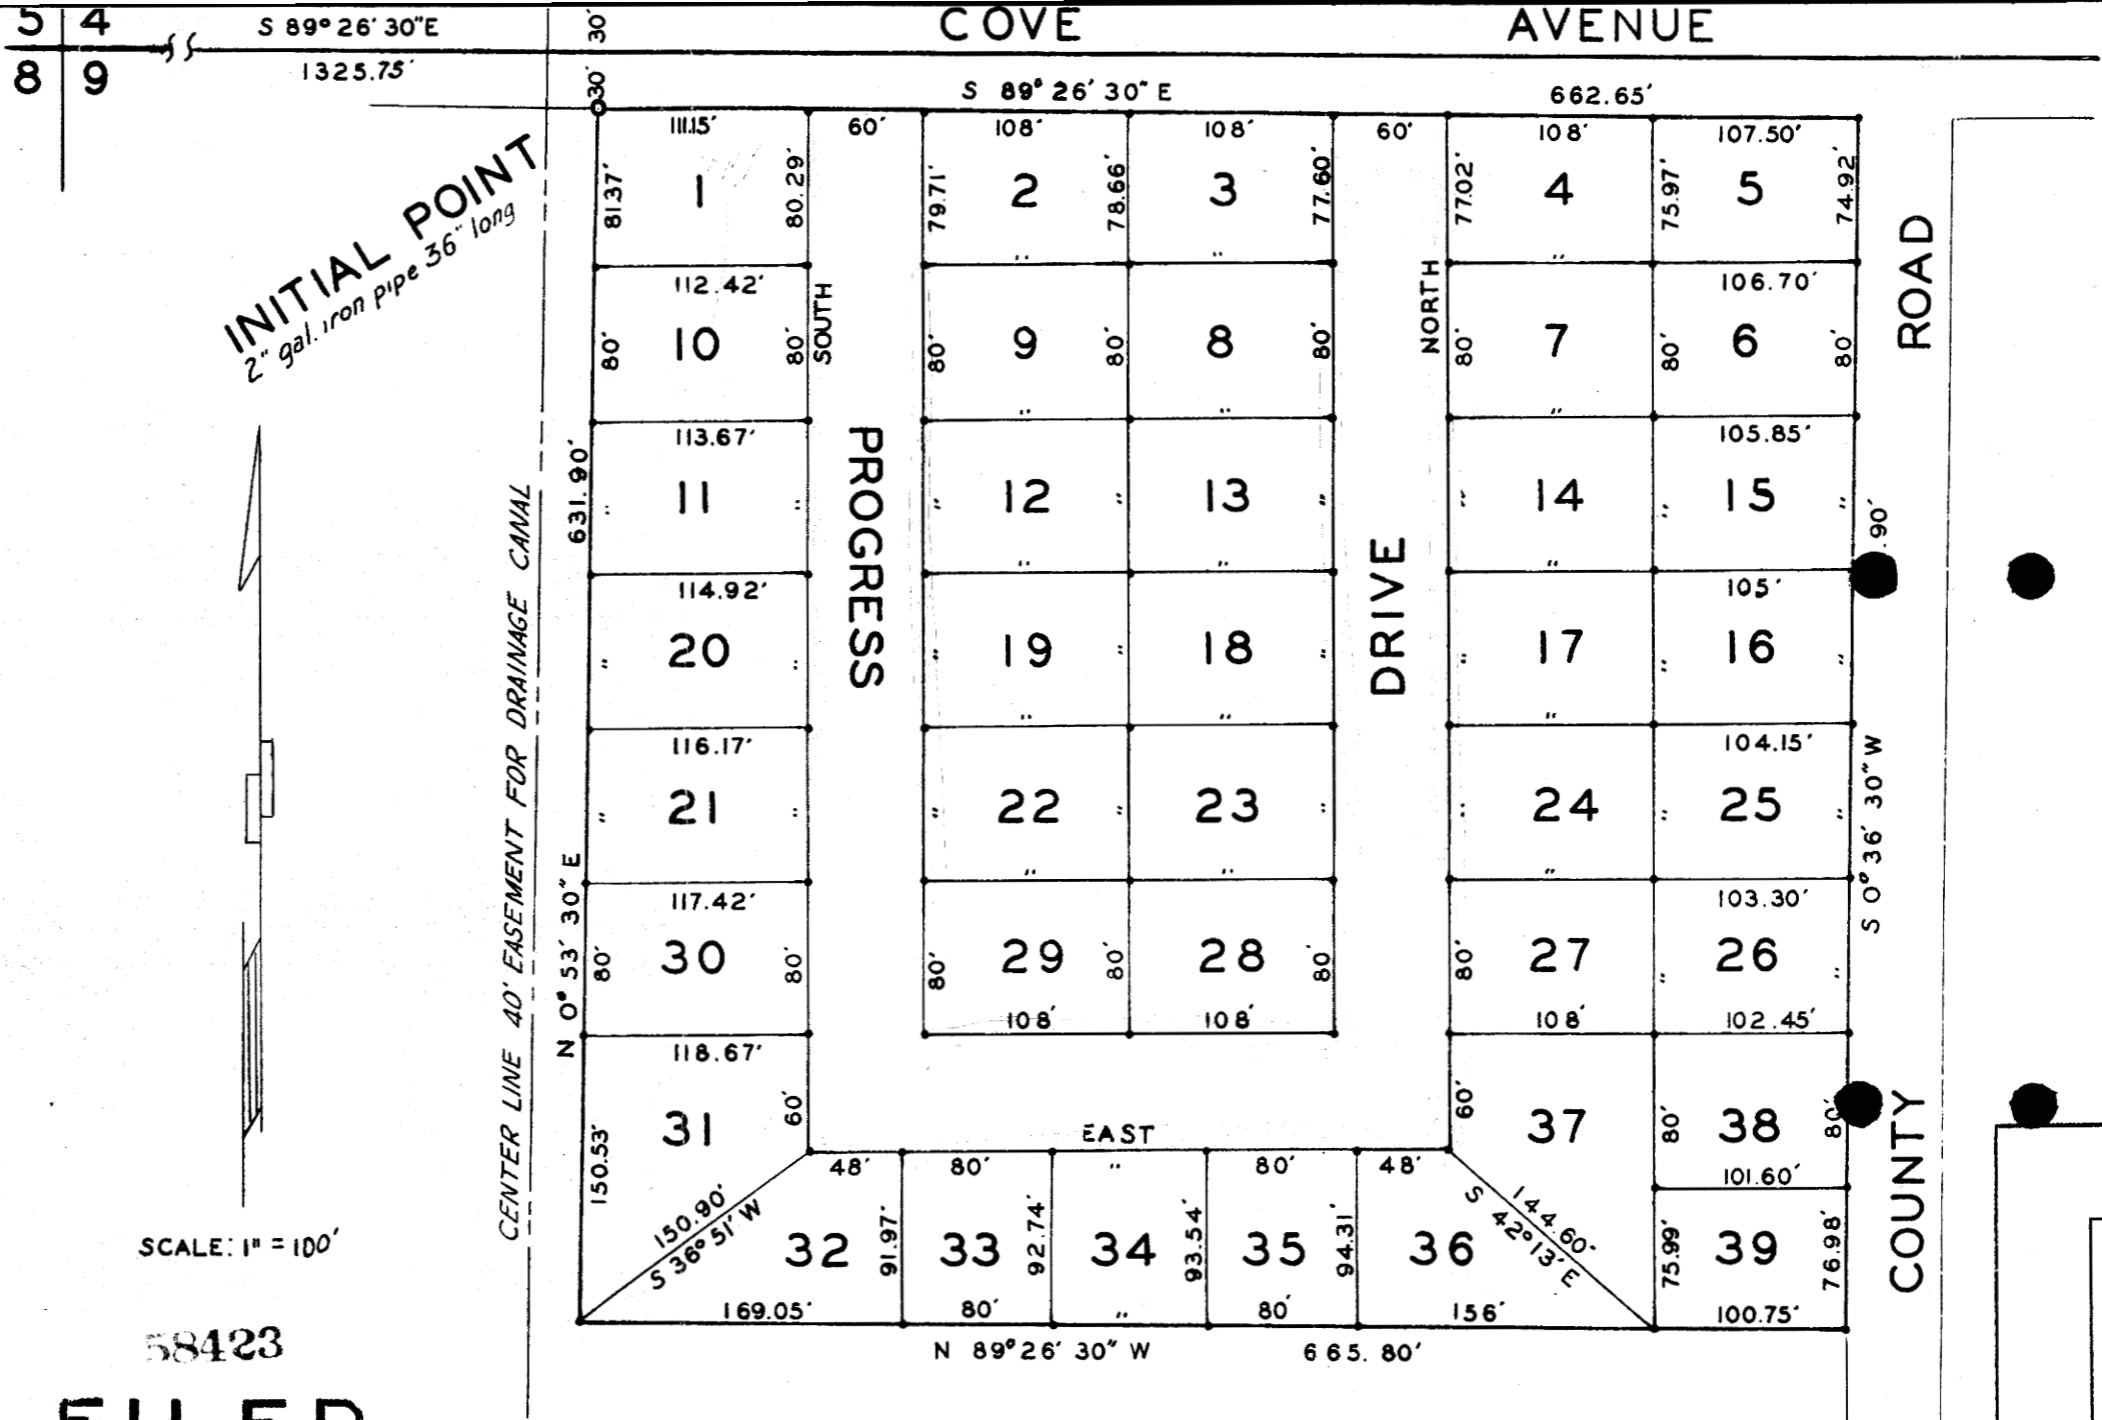 5 4
8 9
S 89° 26' 30" E
1325.75'
30'
30'
COVE AVENUE
S 89° 26' 30" E 662.65'
INITIAL POINT
2" gal. iron pipe 36" long
111.15' 60' 108' 108' 60' 108' 107.50'
81.37' 1 80.29' 79.71' 2 78.66' 3 77.60' 77.02' 4 75.97' 5 74.92'
" " "
112.42' 106.70'
80' 10 80' 80' 9 80' 8 80' 80' 7 80' 6 80'
" " "
SOUTH
NORTH
113.67' 105.85'
" 11 " " 12 " 13 " " 14 " 15 "
" " "
114.92' 105'
" 20 " " 19 " 18 " " 17 " 16 "
" " "
116.17' 104.15'
" 21 " " 22 " 23 " " 24 " 25 "
" " "
117.42' 103.30'
80' 30 80' 80' 29 80' 28 80' 80' 27 " 26 "
108' 108' 108' 102.45'
118.67'
150.53' 31 60' 60' 37 80' 38 80'
101.60'
EAST
48' 80' " 80' 48'
150.90'
S 36° 51' W
144.60'
S 42° 13' E
32 91.97' 33 92.74' 34 93.54' 35 94.31' 36 75.99' 39 76.98'
169.05' 80' " 80' 156' 100.75'
N 89° 26' 30" W 665.80'
PROGRESS
DRIVE
631.90'
N 0° 53' 30" E
CENTER LINE 40' EASEMENT FOR DRAINAGE CANAL
.90'
S 0° 36' 30" W
COUNTY ROAD
SCALE: 1" = 100'
58423
FILED